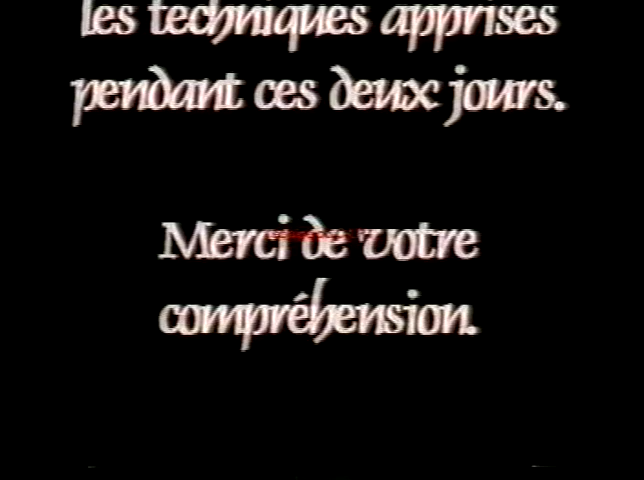 les techniques apprises
pendant ces deux jours.
Merci de votre
compréhension.